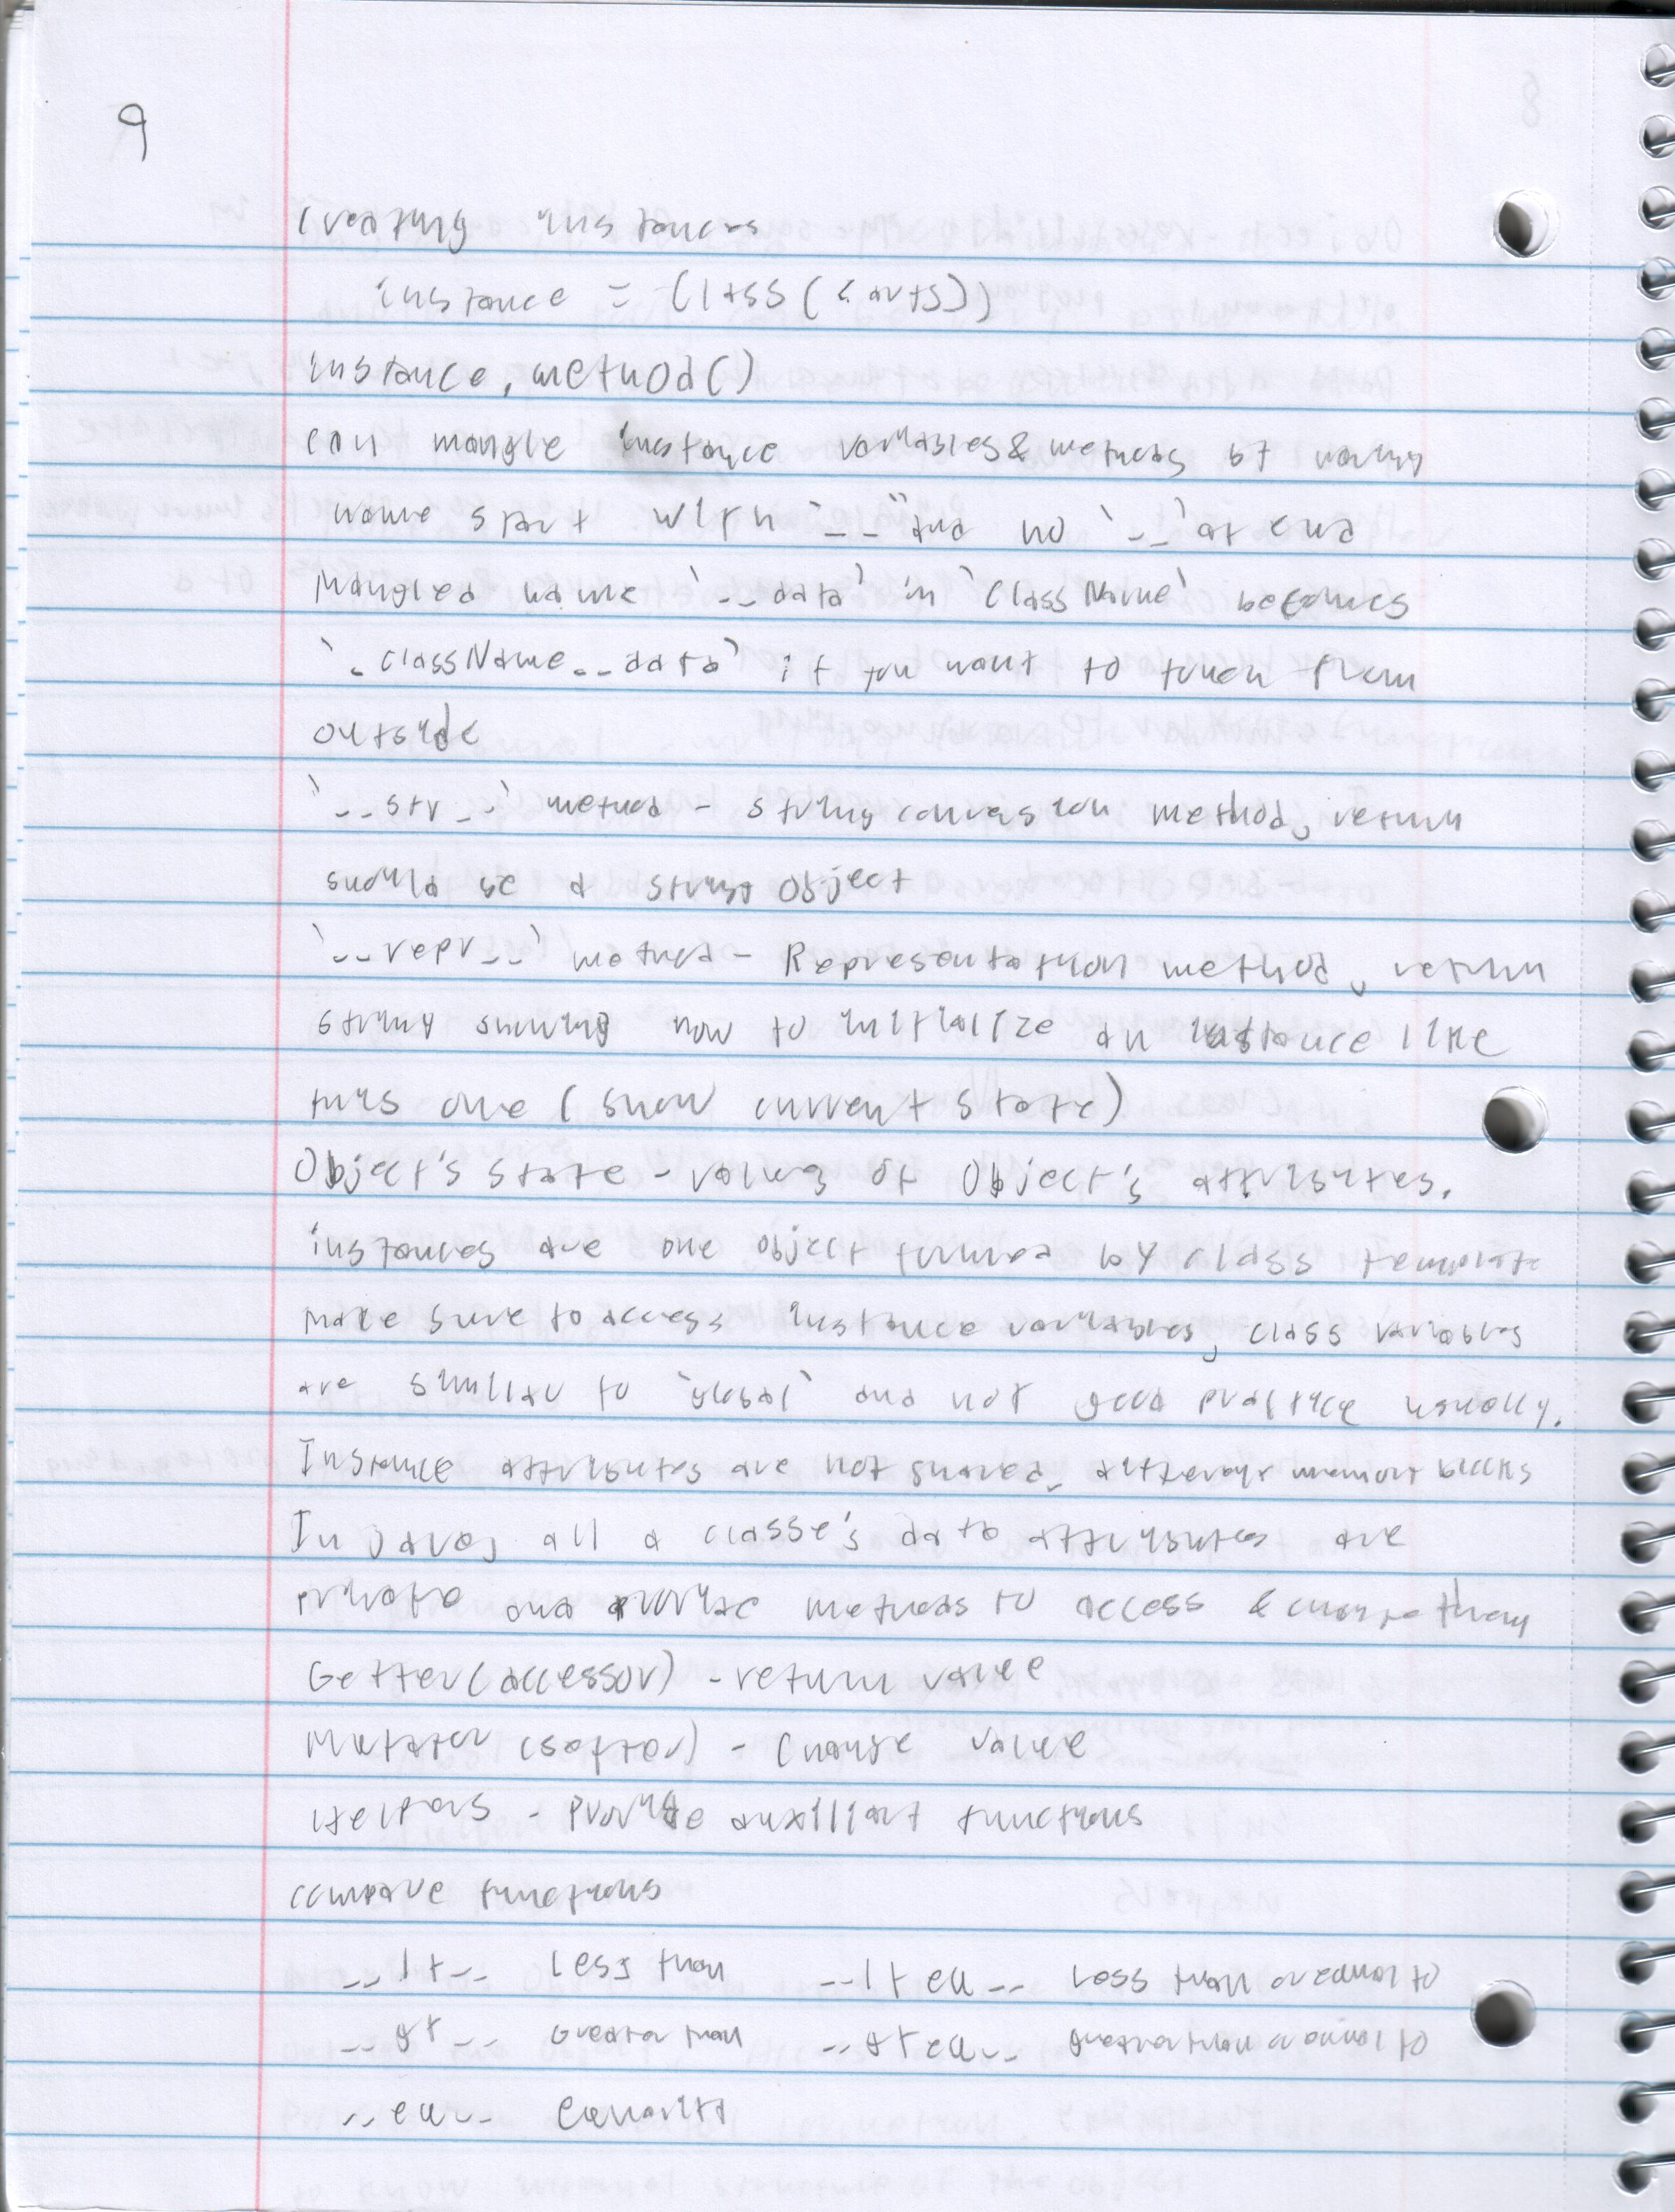 9
Creating instances
instance = Class(<args>)
instance.method()
can mangle instance variables & methods by having
name start with `__` and no `__` at end
Mangled name `__data` in `ClassName` becomes
`_ClassName__data` if you want to touch them
outside
`__str__` method - string conversion method, return
should be a string object
`__repr__` method - Representation method, return
string showing how to initialize an instance like
this one (show current state)
Object's state - values of Object's attributes.
instances are one object formed by class template
Make sure to access instance variables, class variables
are similar to `global` and not good practice usually.
Instance attributes are not shared, different memory blocks
In Java, all a classe's data attributes are
private and provide methods to access & change them
Getter (accessor) - return value
Mutator (setter) - Change value
Helpers - Provide auxilliary functions
compare functions
__lt__ Less than __lteq__ Less than or equal to
__gt__ Greater than __gteq__ greater than or equal to
__eq__ Equality